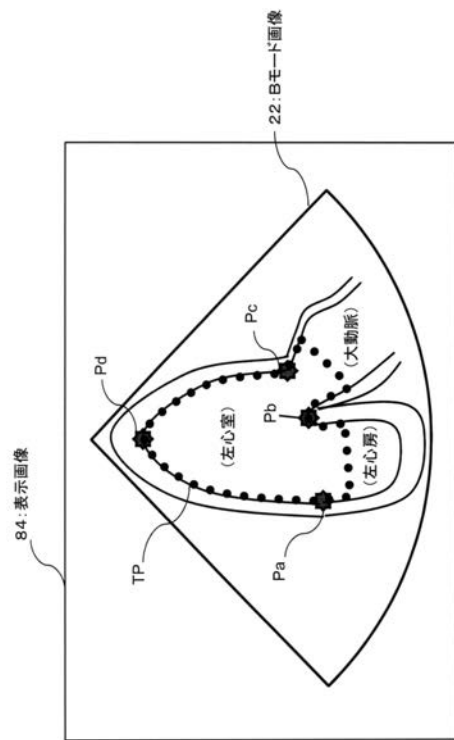 84:表示画像
22:Bモード画像
Pd
TP
Pc
(左心室)
(大動脈)
Pb
Pa
(左心房)